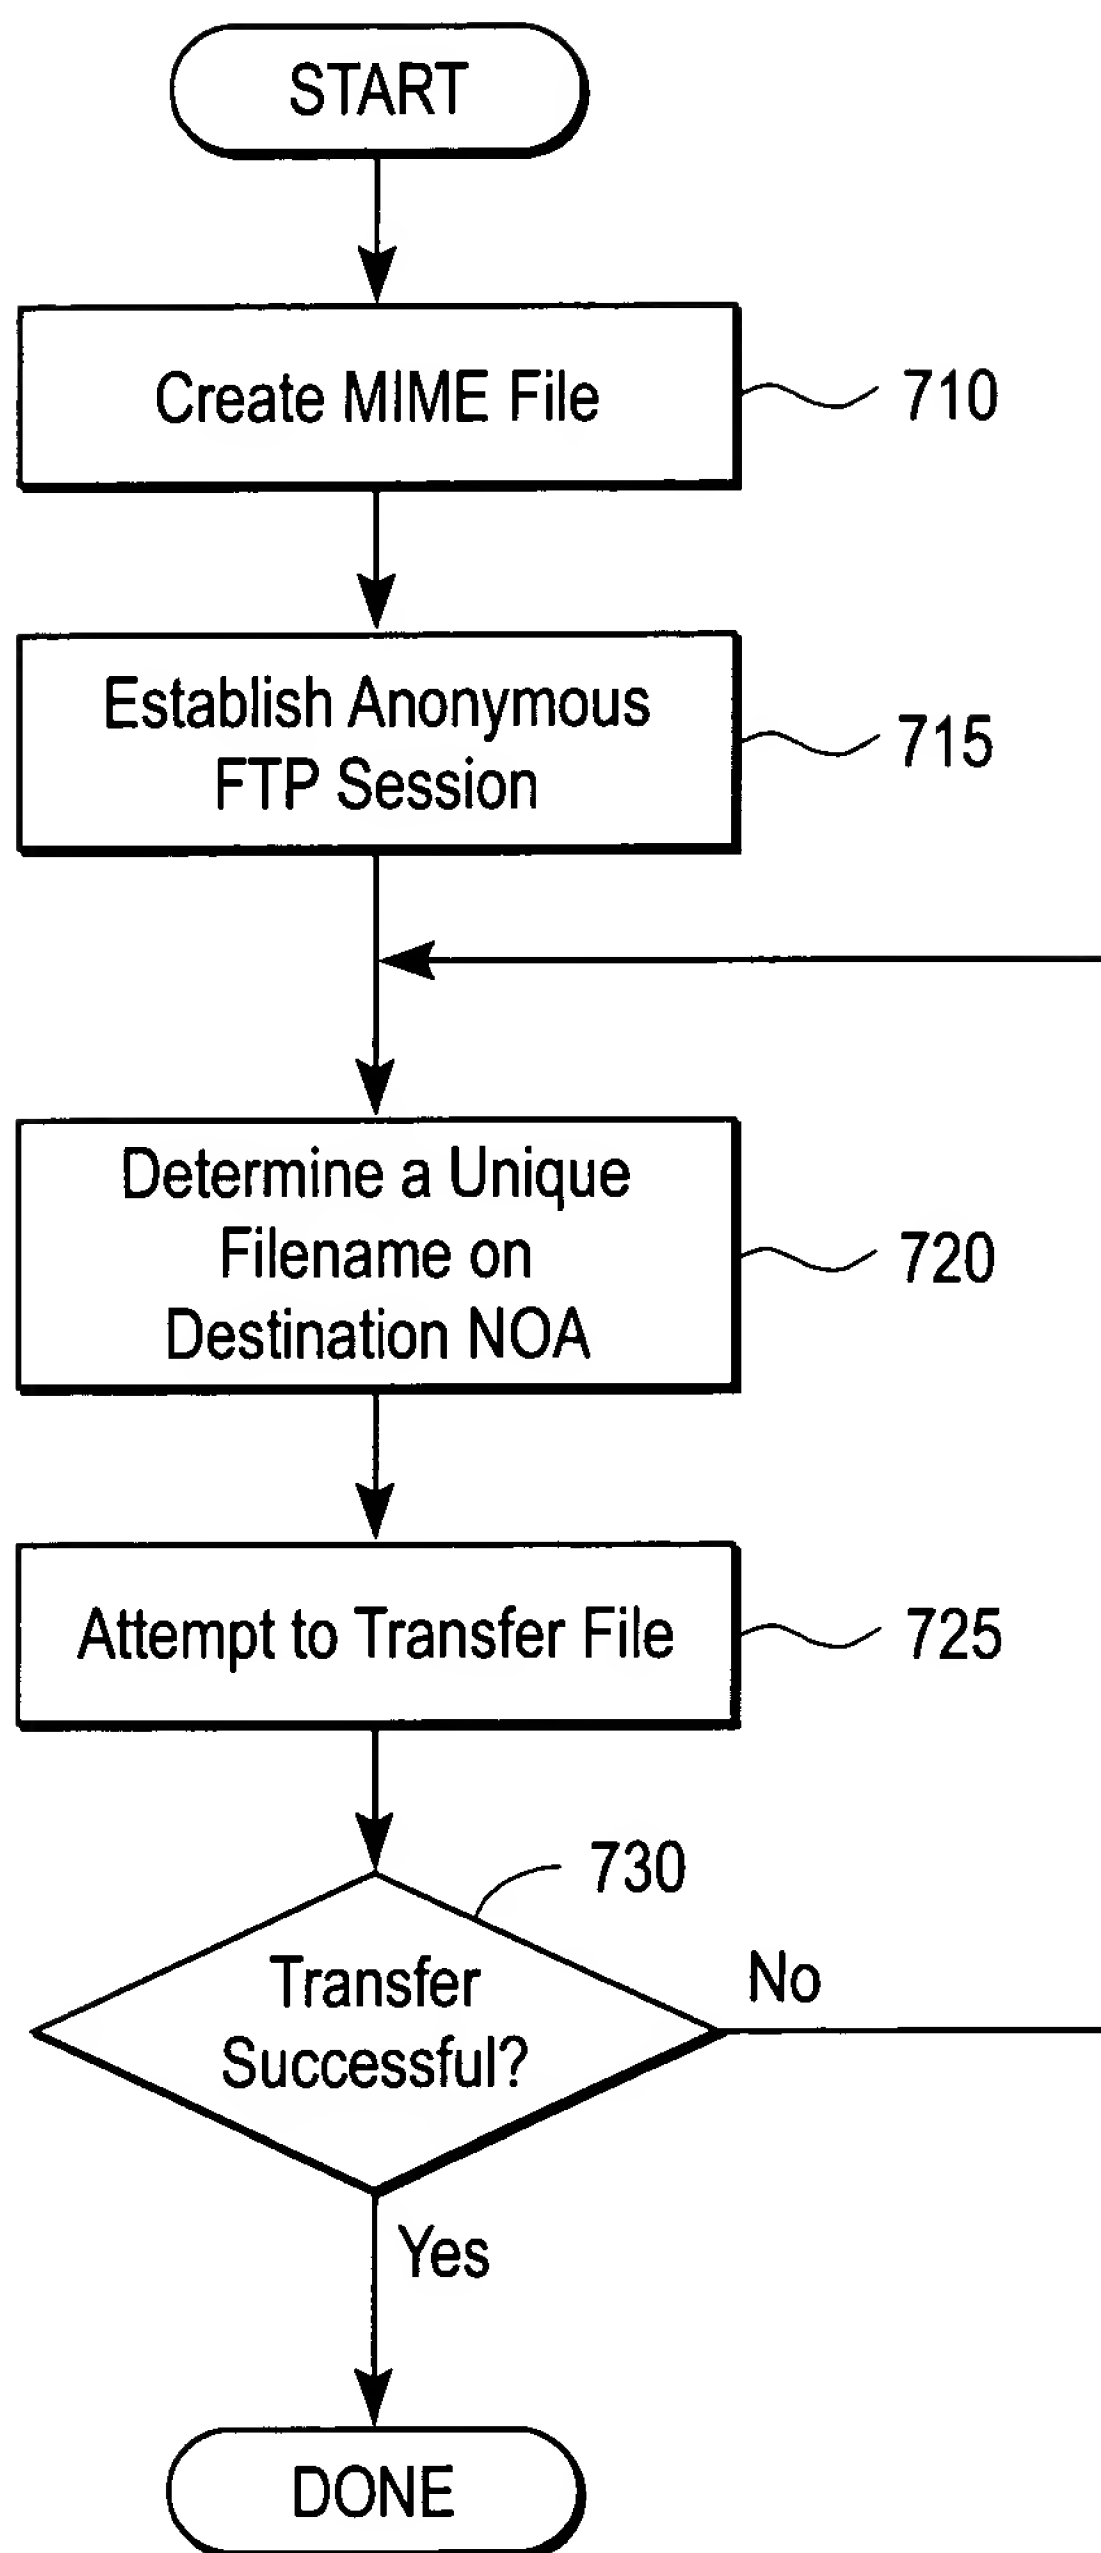 START
Create MIME File
710
Establish Anonymous
FTP Session
715
Determine a Unique
Filename on
Destination NOA
720
Attempt to Transfer File
725
730
Transfer
Successful?
No
Yes
DONE